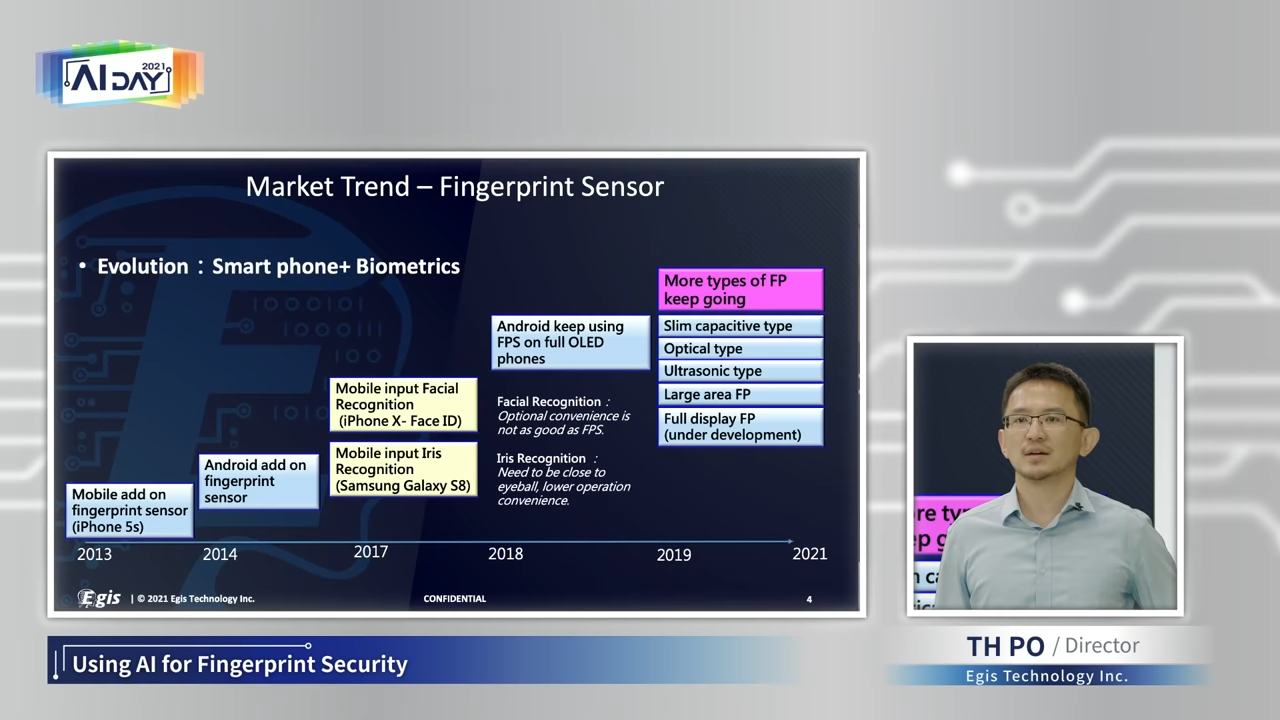 2021
AI DAY
Market Trend – Fingerprint Sensor
• Evolution：Smart phone+ Biometrics
More types of FP
keep going
Slim capacitive type
Optical type
Ultrasonic type
Large area FP
Full display FP
(under development)
Android keep using
FPS on full OLED
phones
Facial Recognition：
Optional convenience is
not as good as FPS.
Iris Recognition ：
Need to be close to
eyeball, lower operation
convenience.
Mobile input Facial
Recognition
(iPhone X- Face ID)
Mobile input Iris
Recognition
(Samsung Galaxy S8)
Android add on
fingerprint
sensor
Mobile add on
fingerprint sensor
(iPhone 5s)
2013
2014
2017
2018
2019
2021
Egis | © 2021 Egis Technology Inc.
CONFIDENTIAL
4
Using AI for Fingerprint Security
TH PO / Director
Egis Technology Inc.